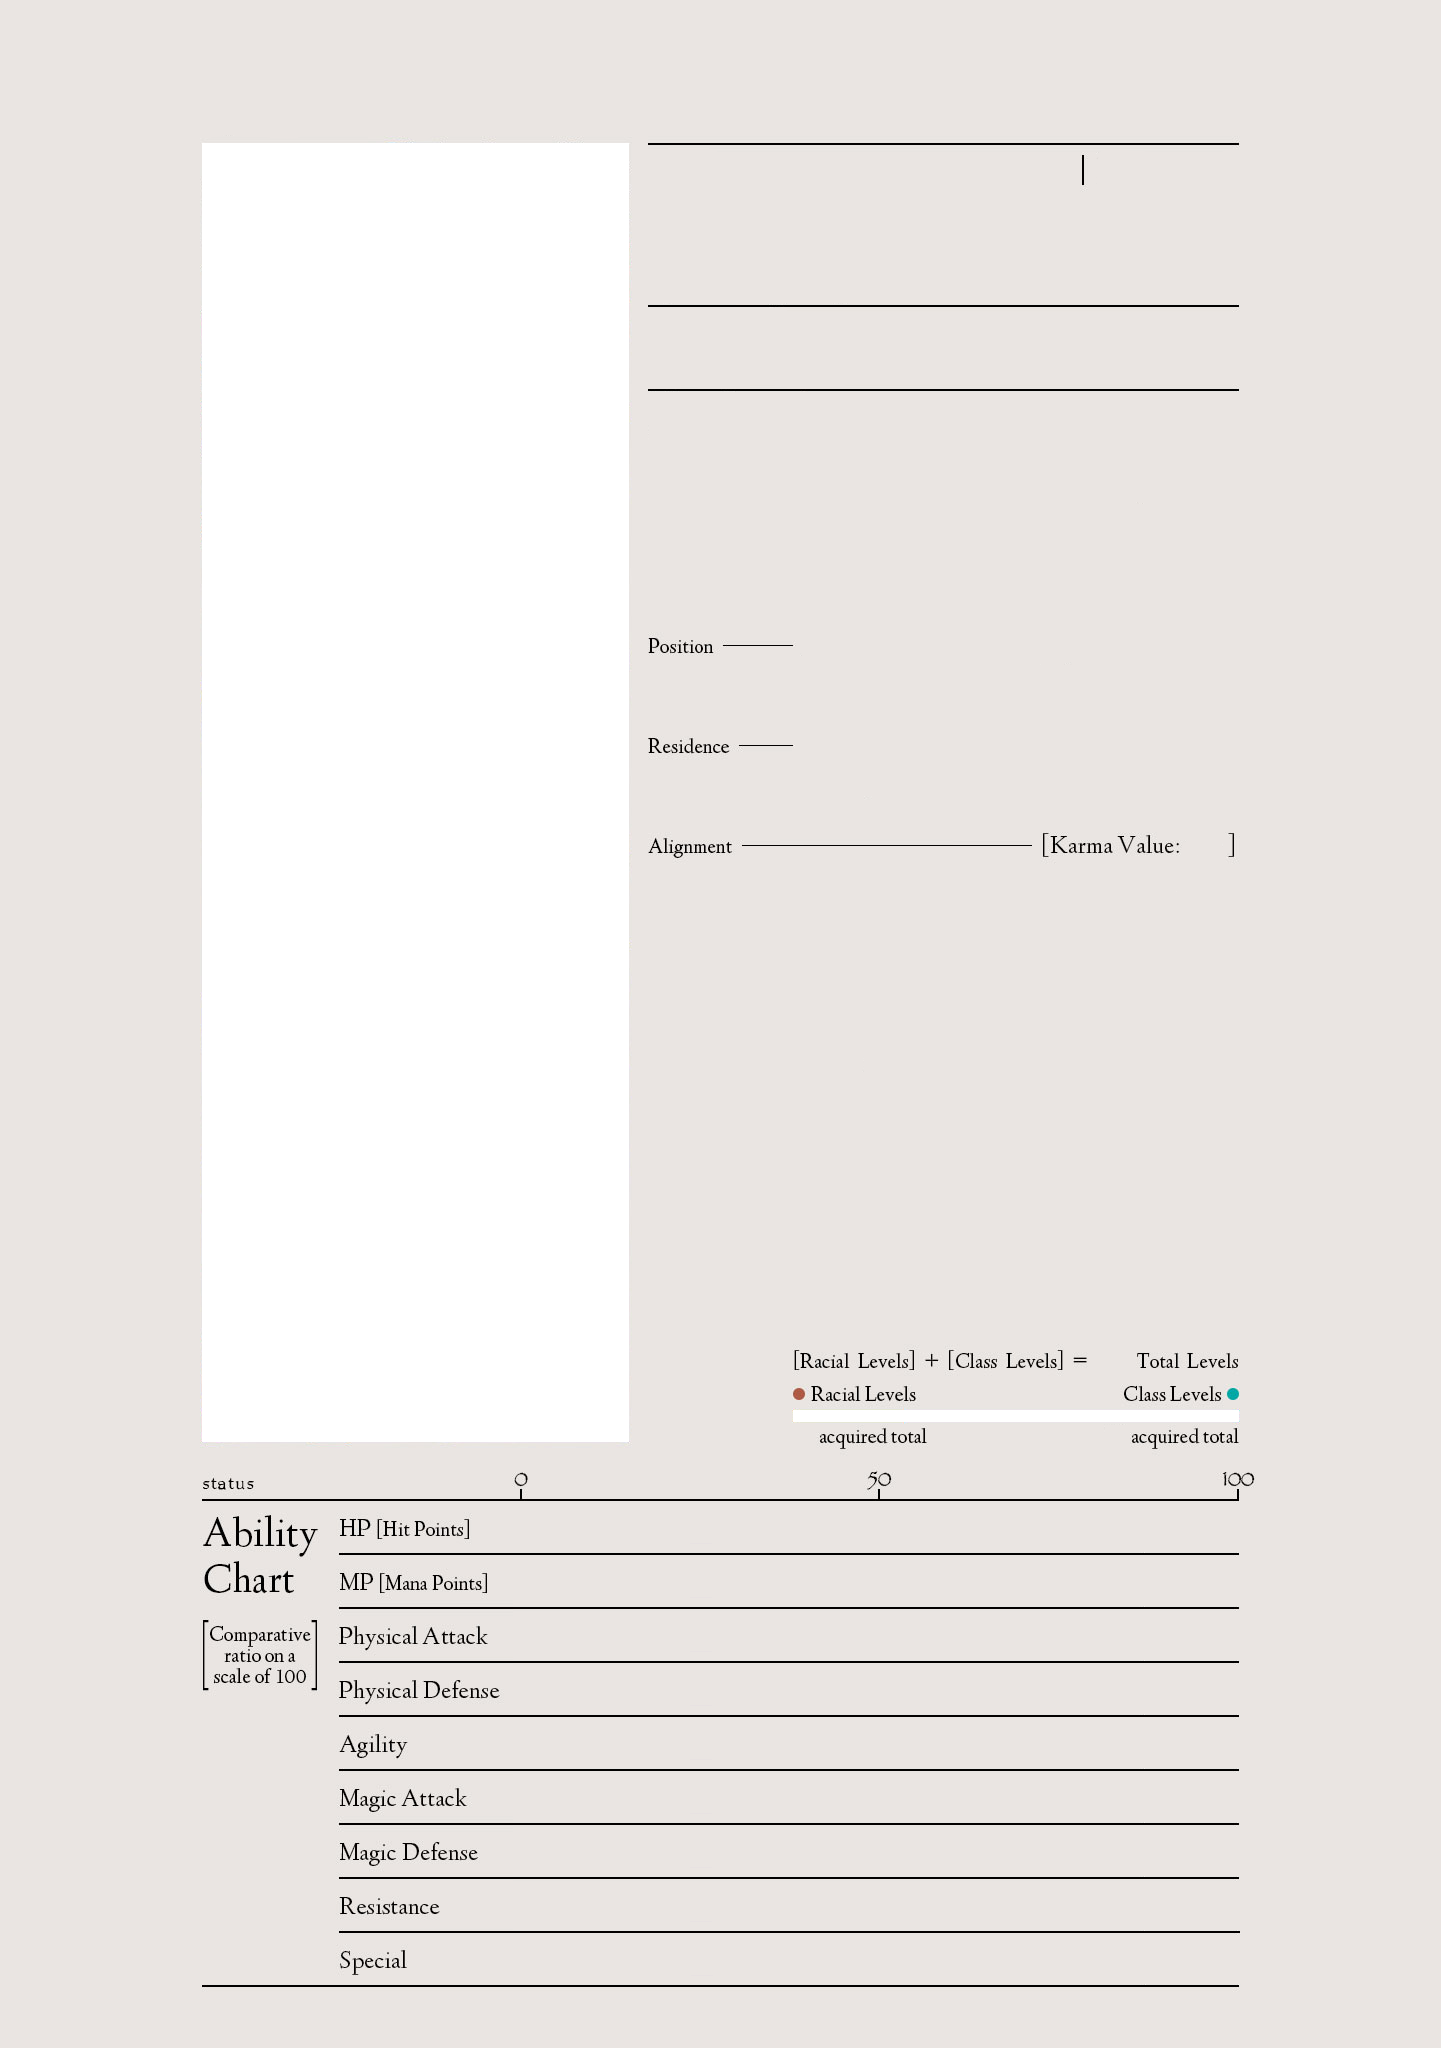 Position
Residence
Alignment [Karma Value: ]
[Racial Levels] + [Class Levels] = Total Levels
Racial Levels Class Levels
acquired total acquired total
status 0 50 100
Ability
Chart
[Comparative
ratio on a
scale of 100]
HP [Hit Points]
MP [Mana Points]
Physical Attack
Physical Defense
Agility
Magic Attack
Magic Defense
Resistance
Special